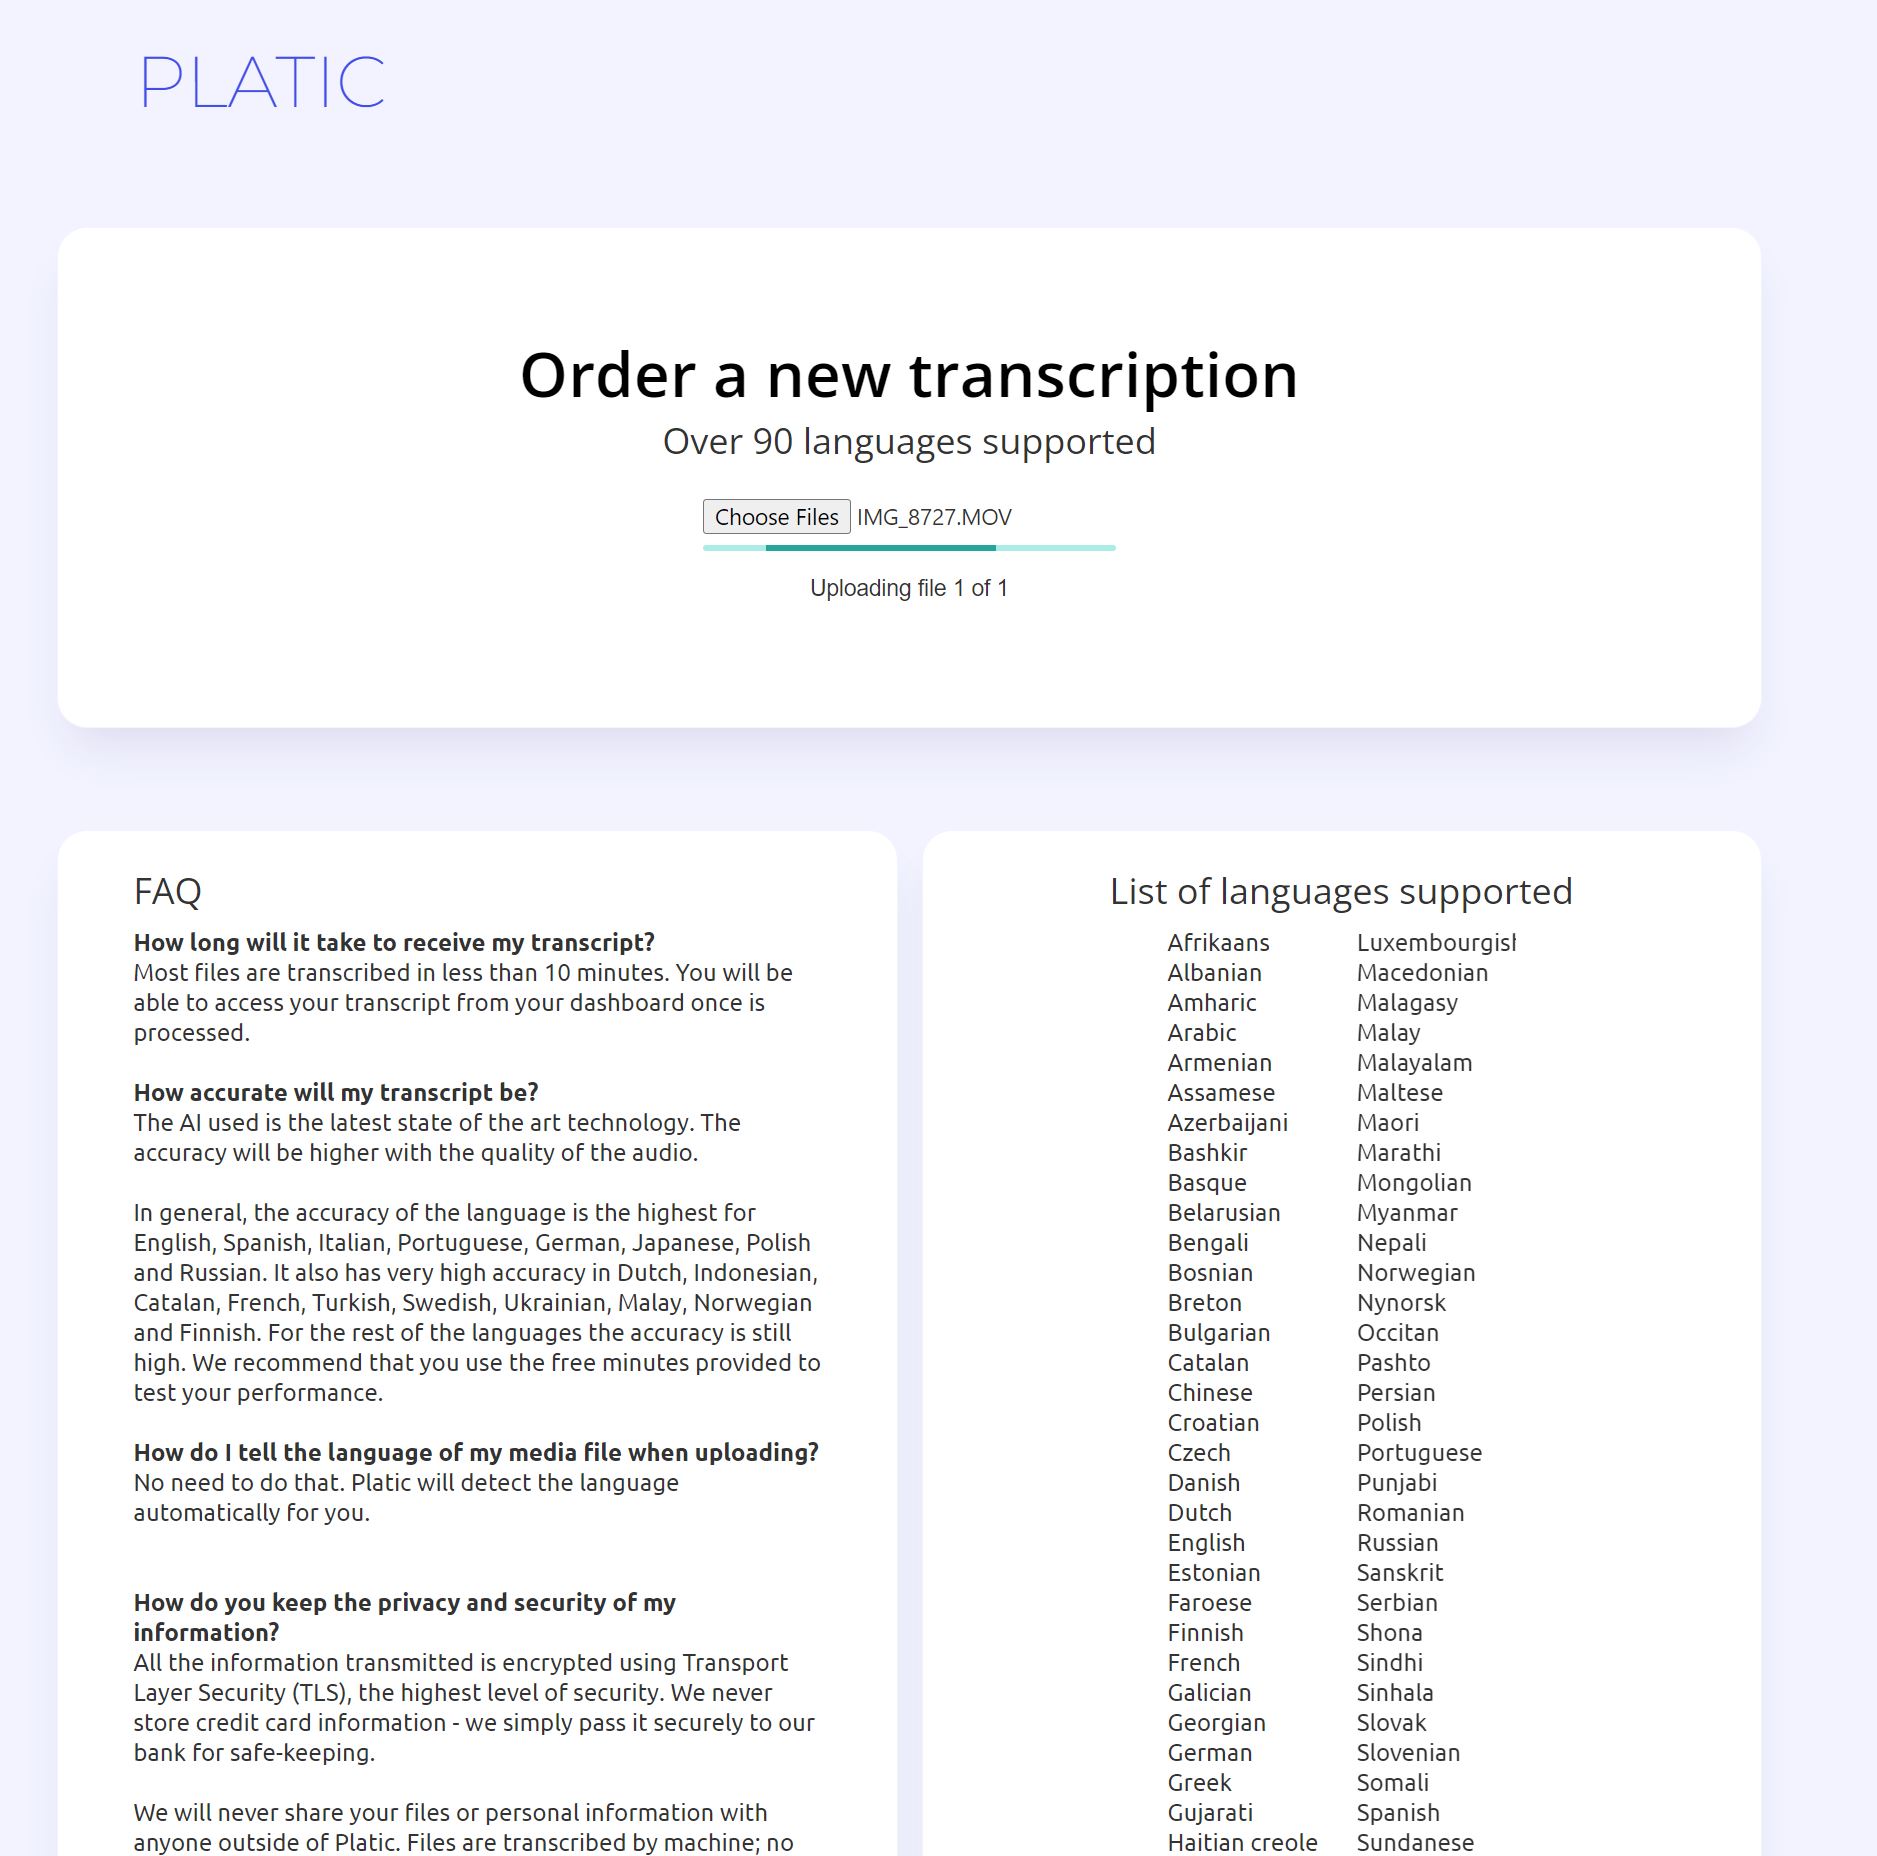 PLATIC
Order a new transcription
Over 90 languages supported
Choose Files IMG_8727.MOV
Uploading file 1 of 1
FAQ
How long will it take to receive my transcript?
Most files are transcribed in less than 10 minutes. You will be
able to access your transcript from your dashboard once is
processed.
How accurate will my transcript be?
The AI used is the latest state of the art technology. The
accuracy will be higher with the quality of the audio.
In general, the accuracy of the language is the highest for
English, Spanish, Italian, Portuguese, German, Japanese, Polish
and Russian. It also has very high accuracy in Dutch, Indonesian,
Catalan, French, Turkish, Swedish, Ukrainian, Malay, Norwegian
and Finnish. For the rest of the languages the accuracy is still
high. We recommend that you use the free minutes provided to
test your performance.
How do I tell the language of my media file when uploading?
No need to do that. Platic will detect the language
automatically for you.
How do you keep the privacy and security of my
information?
All the information transmitted is encrypted using Transport
Layer Security (TLS), the highest level of security. We never
store credit card information - we simply pass it securely to our
bank for safe-keeping.
We will never share your files or personal information with
anyone outside of Platic. Files are transcribed by machine; no
List of languages supported
Afrikaans
Albanian
Amharic
Arabic
Armenian
Assamese
Azerbaijani
Bashkir
Basque
Belarusian
Bengali
Bosnian
Breton
Bulgarian
Catalan
Chinese
Croatian
Czech
Danish
Dutch
English
Estonian
Faroese
Finnish
French
Galician
Georgian
German
Greek
Gujarati
Haitian creole
Luxembourgish
Macedonian
Malagasy
Malay
Malayalam
Maltese
Maori
Marathi
Mongolian
Myanmar
Nepali
Norwegian
Nynorsk
Occitan
Pashto
Persian
Polish
Portuguese
Punjabi
Romanian
Russian
Sanskrit
Serbian
Shona
Sindhi
Sinhala
Slovak
Slovenian
Somali
Spanish
Sundanese